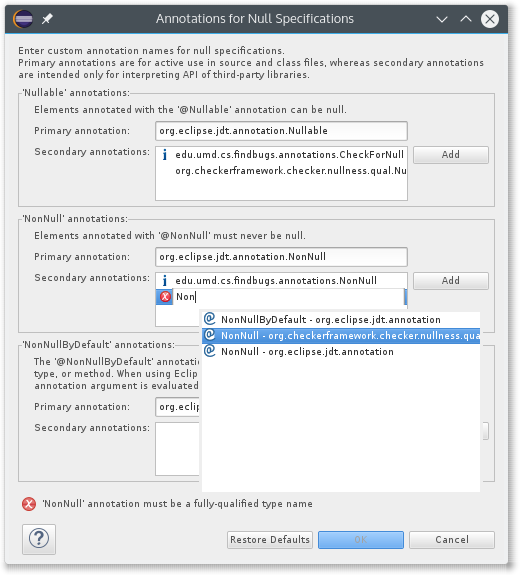 Annotations for Null Specifications
Enter custom annotation names for null specifications.
Primary annotations are for active use in source and class files, whereas secondary annotations
are intended only for interpreting API of third-party libraries.
'Nullable' annotations:
Elements annotated with the '@Nullable' annotation can be null.
Primary annotation: org.eclipse.jdt.annotation.Nullable
Secondary annotations: edu.umd.cs.findbugs.annotations.CheckForNull Add
org.checkerframework.checker.nullness.qual.Nu
'NonNull' annotations:
Elements annotated with '@NonNull' must never be null.
Primary annotation: org.eclipse.jdt.annotation.NonNull
Secondary annotations: edu.umd.cs.findbugs.annotations.NonNull Add
Non
@ NonNullByDefault - org.eclipse.jdt.annotation
@ NonNull - org.checkerframework.checker.nullness.qua
@ NonNull - org.eclipse.jdt.annotation
'NonNullByDefault' annotations:
The '@NonNullByDefault' annotatio
type, or method. When using Eclip
annotation argument is evaluated
Primary annotation: org.eclip
Secondary annotations:
'NonNull' annotation must be a fully-qualified type name
? Restore Defaults OK Cancel